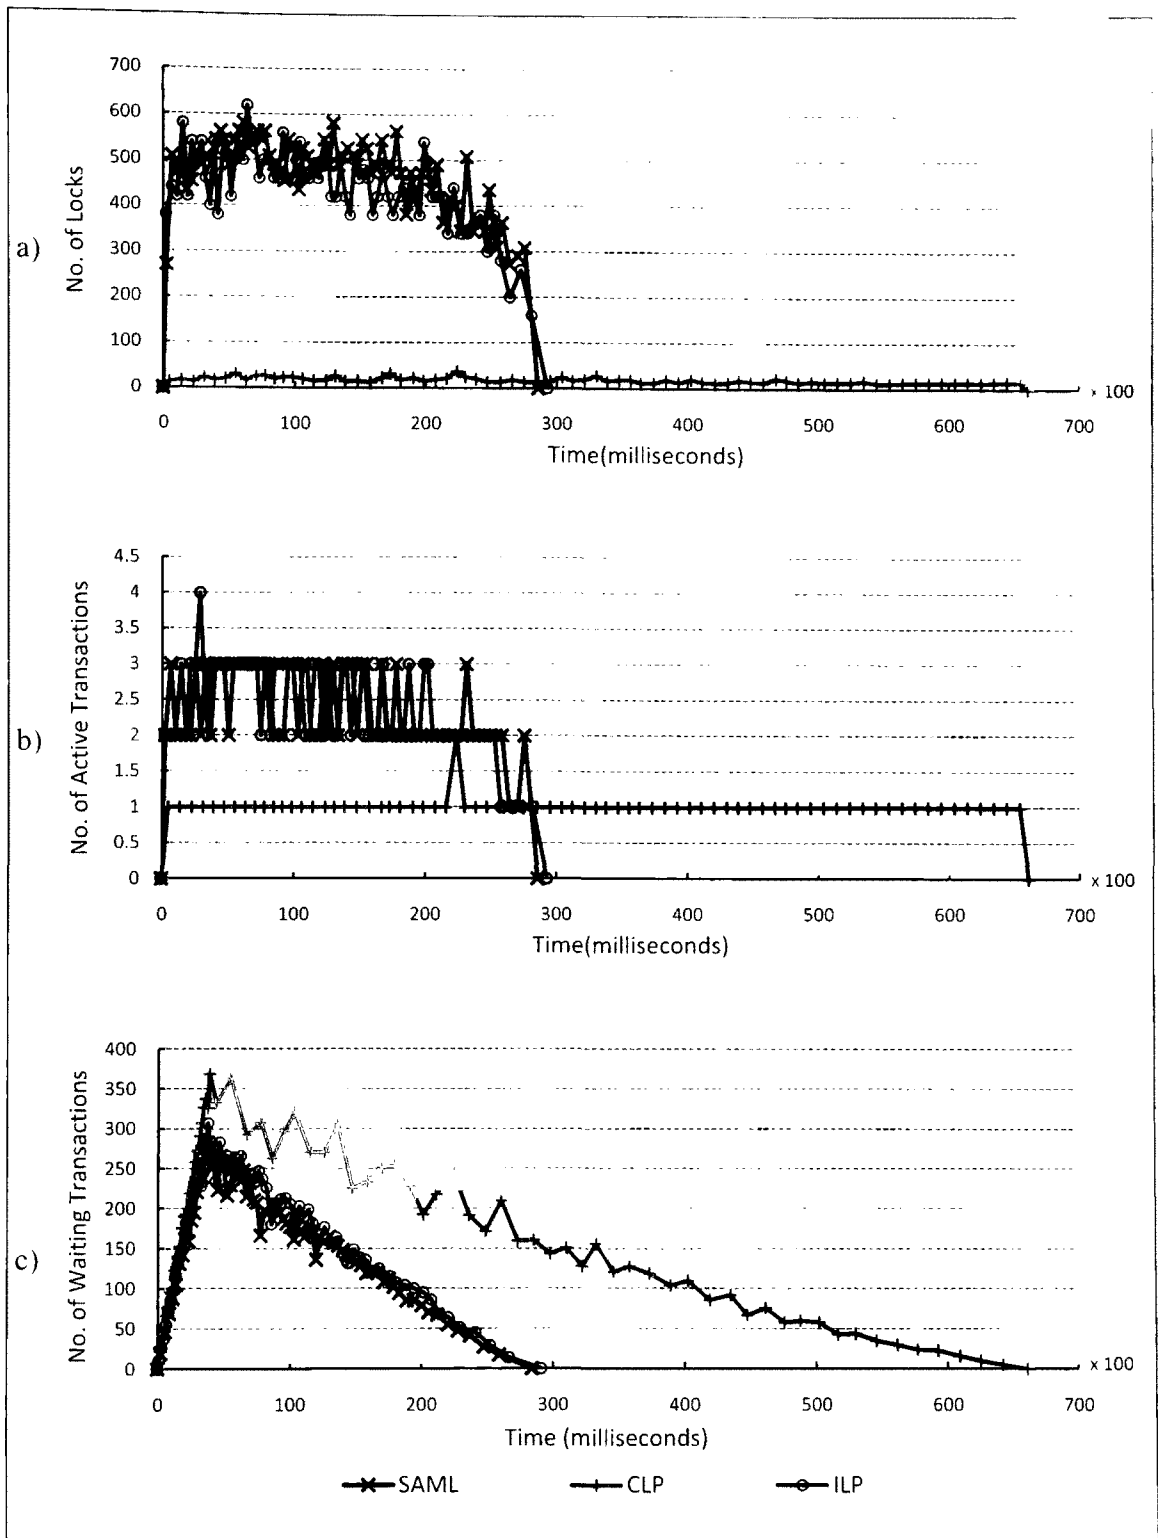 700
600
500
400
300
200
100
0
No. of Locks
a)
0 100 200 300 400 500 600 700
x 100
Time(milliseconds)
4.5
4
3.5
3
2.5
2
1.5
1
0.5
0
No. of Active Transactions
b)
0 100 200 300 400 500 600 700
x 100
Time(milliseconds)
400
350
300
250
200
150
100
50
0
No. of Waiting Transactions
c)
0 100 200 300 400 500 600 700
x 100
Time (milliseconds)
SAML CLP ILP